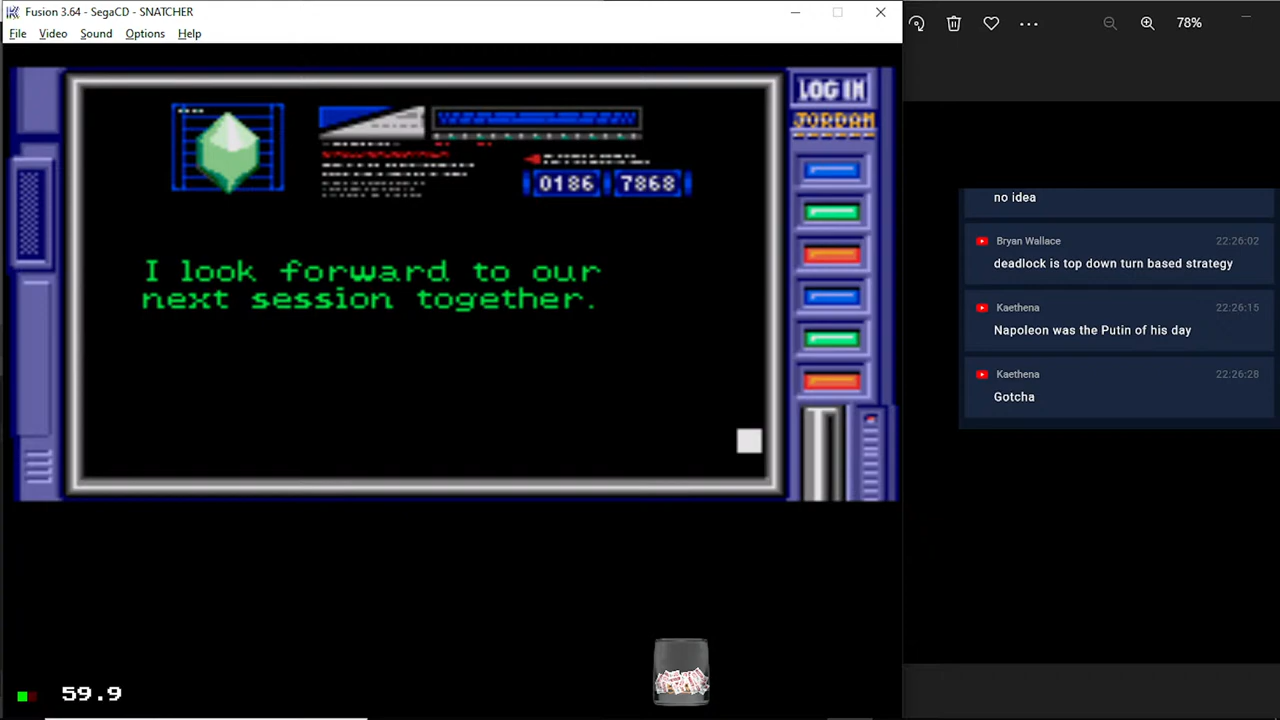 Fusion 3.64 - SegaCD - SNATCHER
File Video Sound Options Help
78%
LOG IN
JORDAN
0186 7868
I look forward to our
next session together.
no idea
Bryan Wallace 22:26:02
deadlock is top down turn based strategy
Kaethena 22:26:15
Napoleon was the Putin of his day
Kaethena 22:26:28
Gotcha
59.9